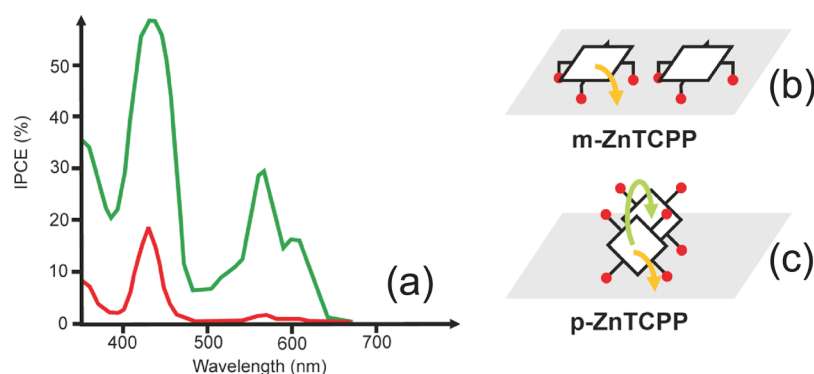 50
40
30
20
10
0
IPCE (%)
400
500
600
700
Wavelength (nm)
(a)
(b)
m-ZnTCPP
(c)
p-ZnTCPP